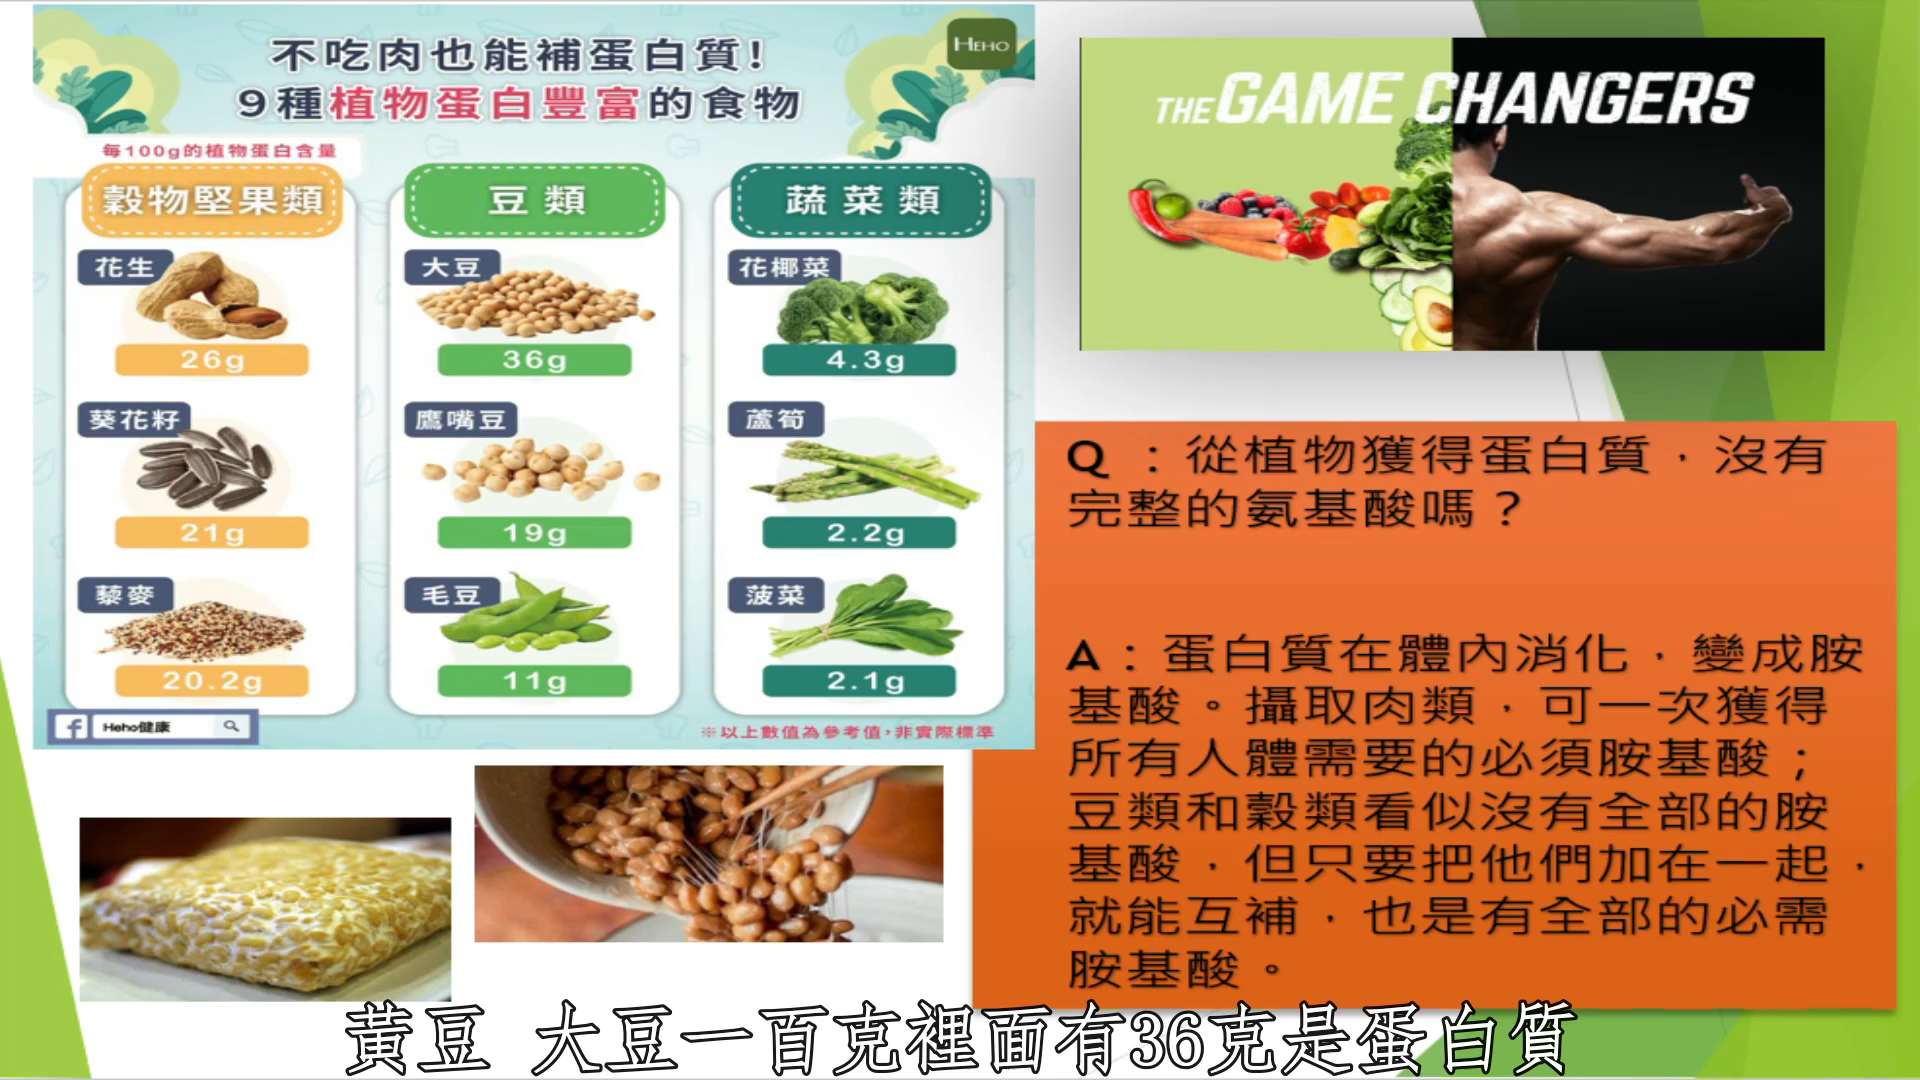 不吃肉也能補蛋白質!
9種植物蛋白豐富的食物
HEHO
每100g的植物蛋白含量
穀物堅果類
花生
26g
葵花籽
21g
藜麥
20.2g
豆類
大豆
36g
鷹嘴豆
19g
毛豆
11g
蔬菜類
花椰菜
4.3g
蘆筍
2.2g
菠菜
2.1g
Heho健康
※以上數值為參考值,非實際標準
THE GAME CHANGERS
Q ：從植物獲得蛋白質，沒有
完整的氨基酸嗎？
A：蛋白質在體內消化，變成胺
基酸。攝取肉類，可一次獲得
所有人體需要的必須胺基酸；
豆類和穀類看似沒有全部的胺
基酸，但只要把他們加在一起，
就能互補，也是有全部的必需
胺基酸。
黃豆 大豆一百克裡面有36克是蛋白質